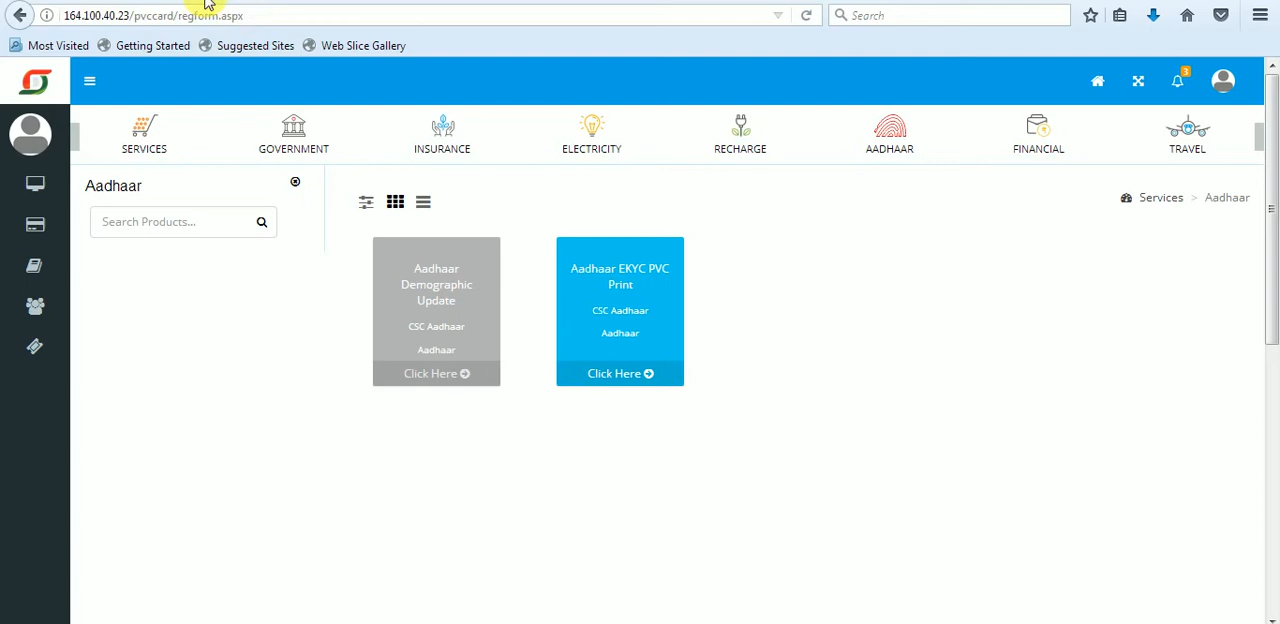 164.100.40.23/pvccard/regform.aspx
Search
Most Visited
Getting Started
Suggested Sites
Web Slice Gallery
3
SERVICES
GOVERNMENT
INSURANCE
ELECTRICITY
RECHARGE
AADHAAR
FINANCIAL
TRAVEL
Aadhaar
Search Products...
Services > Aadhaar
Aadhaar
Demographic
Update
CSC Aadhaar
Aadhaar
Click Here
Aadhaar EKYC PVC
Print
CSC Aadhaar
Aadhaar
Click Here